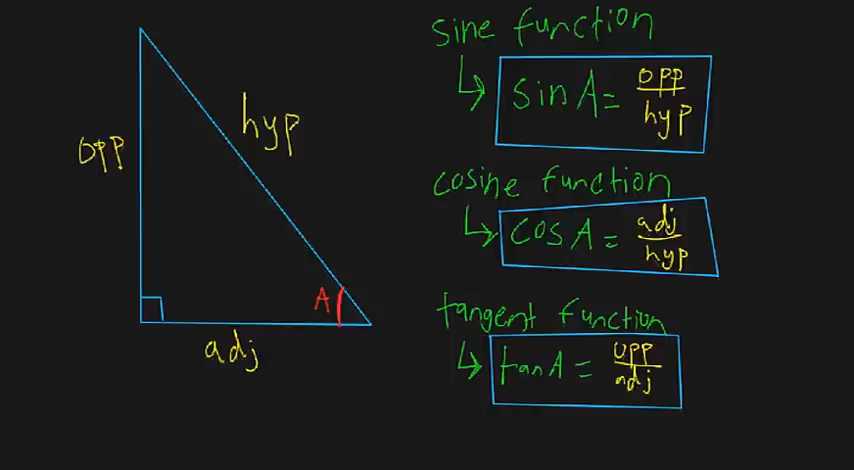 opp
hyp
A
adj
sine function
sin A = opp/hyp
cosine function
cos A = adj/hyp
tangent function
tan A = opp/adj